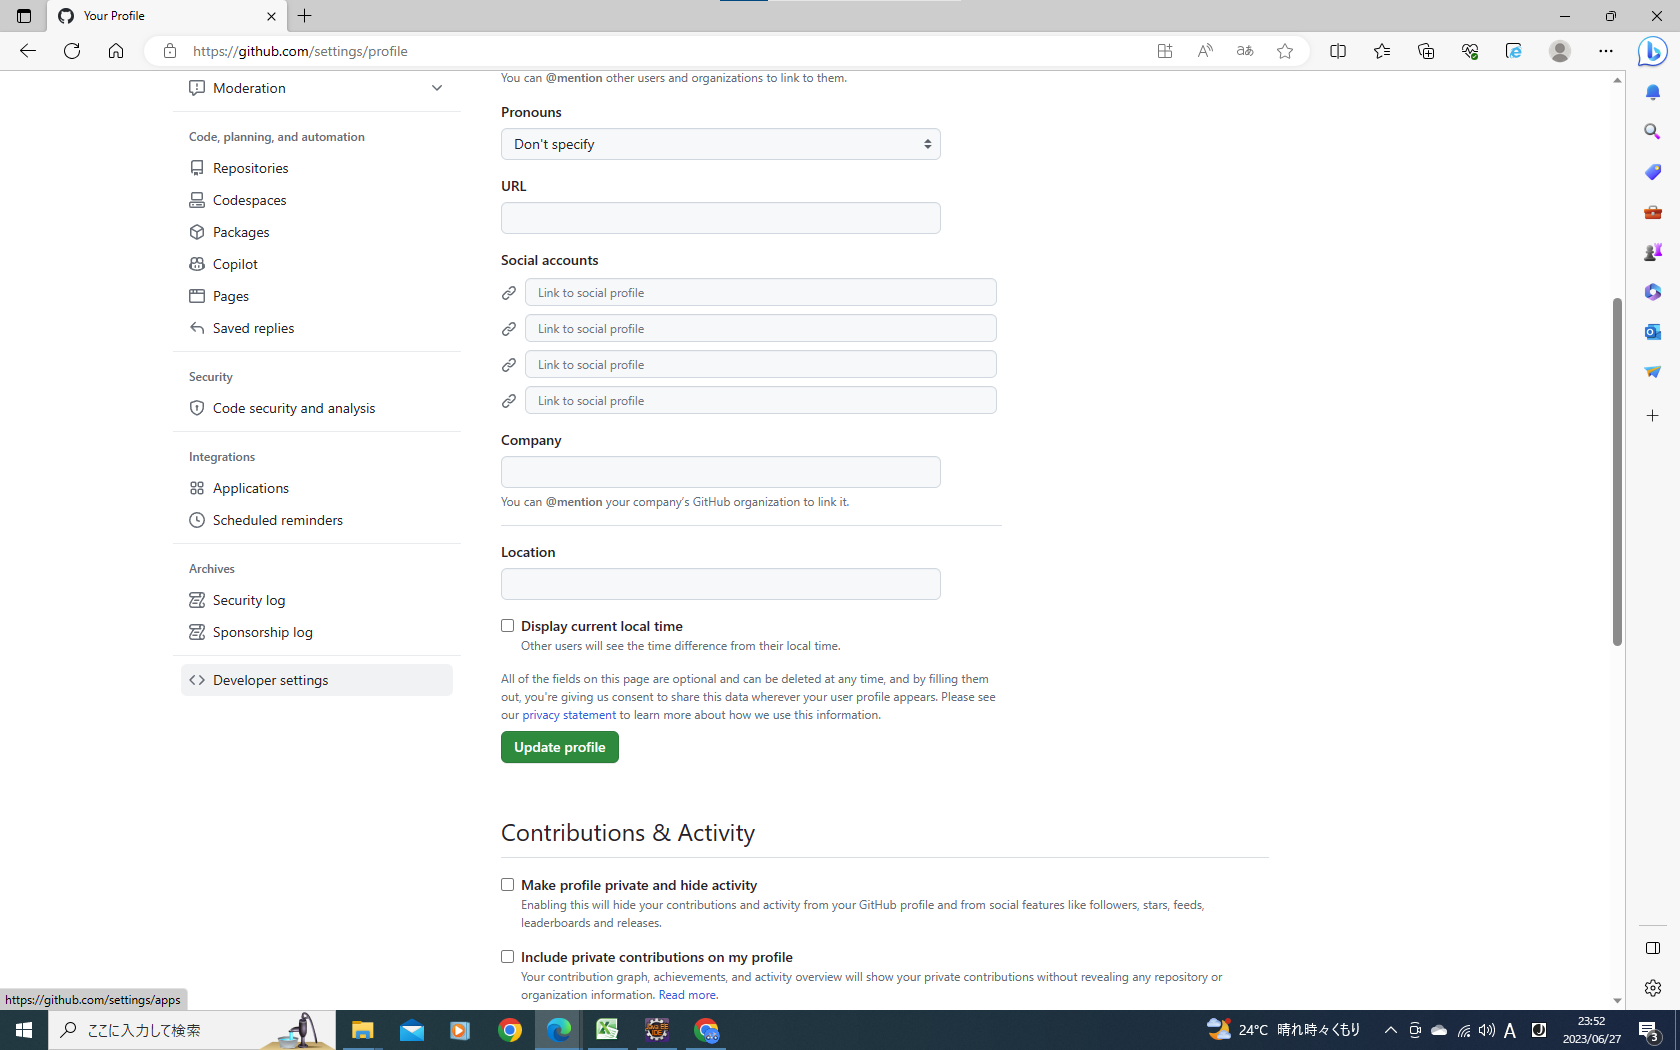 Your Profile
https://github.com/settings/profile
Moderation
Code, planning, and automation
Repositories
Codespaces
Packages
Copilot
Pages
Saved replies
Security
Code security and analysis
Integrations
Applications
Scheduled reminders
Archives
Security log
Sponsorship log
Developer settings
You can @mention other users and organizations to link to them.
Pronouns
Don't specify
URL
Social accounts
Link to social profile
Link to social profile
Link to social profile
Link to social profile
Company
You can @mention your company's GitHub organization to link it.
Location
Display current local time
Other users will see the time difference from their local time.
All of the fields on this page are optional and can be deleted at any time, and by filling them
out, you're giving us consent to share this data wherever your user profile appears. Please see
our privacy statement to learn more about how we use this information.
Update profile
Contributions & Activity
Make profile private and hide activity
Enabling this will hide your contributions and activity from your GitHub profile and from social features like followers, stars, feeds,
leaderboards and releases.
Include private contributions on my profile
Your contribution graph, achievements, and activity overview will show your private contributions without revealing any repository or
organization information. Read more.
https://github.com/settings/apps
ここに入力して検索
24°C 晴れ時々くもり
A
23:52
2023/06/27
3